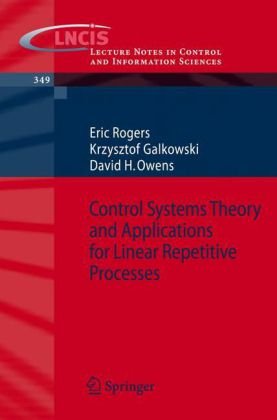 LNCIS
Lecture Notes in Control
and Information Sciences
349
Eric Rogers
Krzysztof Galkowski
David H. Owens
Control Systems Theory
and Applications
for Linear Repetitive
Processes
Springer